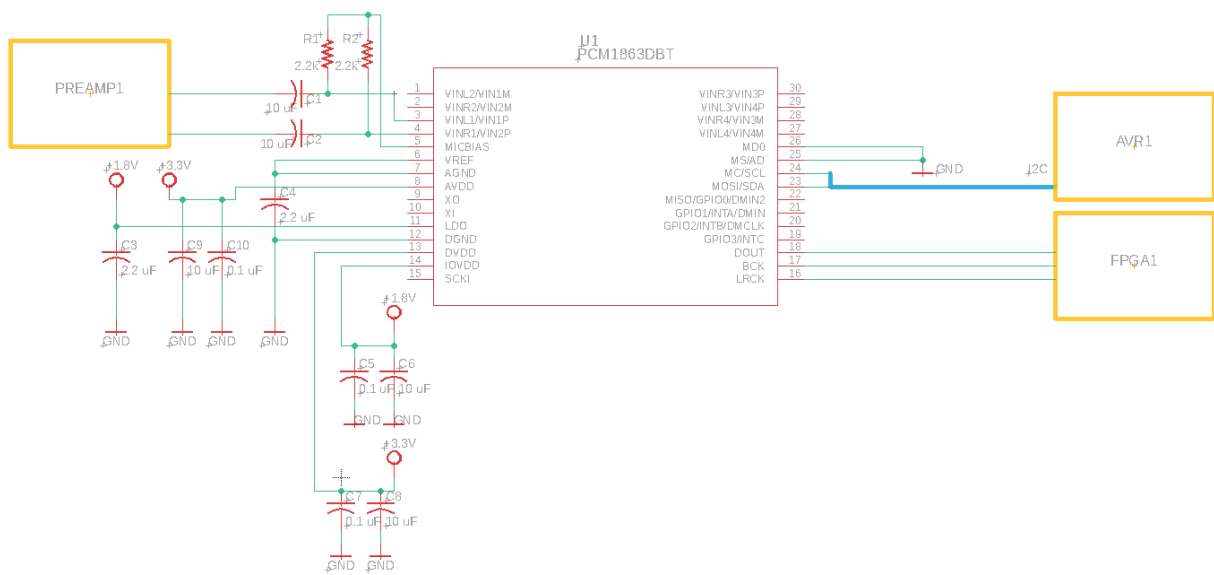 U1
PCM1863DBT
PREAMP1
R1
R2
2.2k
2.2k
10 uF
C1
10 uF
C2
1
2
3
4
5
6
7
8
9
10
11
12
13
14
15
VINL2/VIN1M
VINR2/VIN2M
VINL1/VIN1P
VINR1/VIN2P
MICBIAS
VREF
AGND
AVDD
XO
XI
LDO
DGND
DVDD
IOVDD
SCKI
VINR3/VIN3P
VINL3/VIN4P
VINR4/VIN3M
VINL4/VIN4M
MD0
MS/AD
MC/SCL
MOSI/SDA
MISO/GPIO0/DMIN2
GPIO1/INTA/DMIN
GPIO2/INTB/DMCLK
GPIO3/INTC
DOUT
BCK
LRCK
30
29
28
27
26
25
24
23
22
21
20
19
18
17
16
GND
I2C
AVR1
FPGA1
+1.8V
+3.3V
C4
2.2 uF
C3
2.2 uF
C9
10 uF
C10
0.1 uF
GND
GND
GND
GND
+1.8V
C5
0.1 uF
C6
10 uF
GND
GND
+3.3V
C7
0.1 uF
C8
10 uF
GND
GND